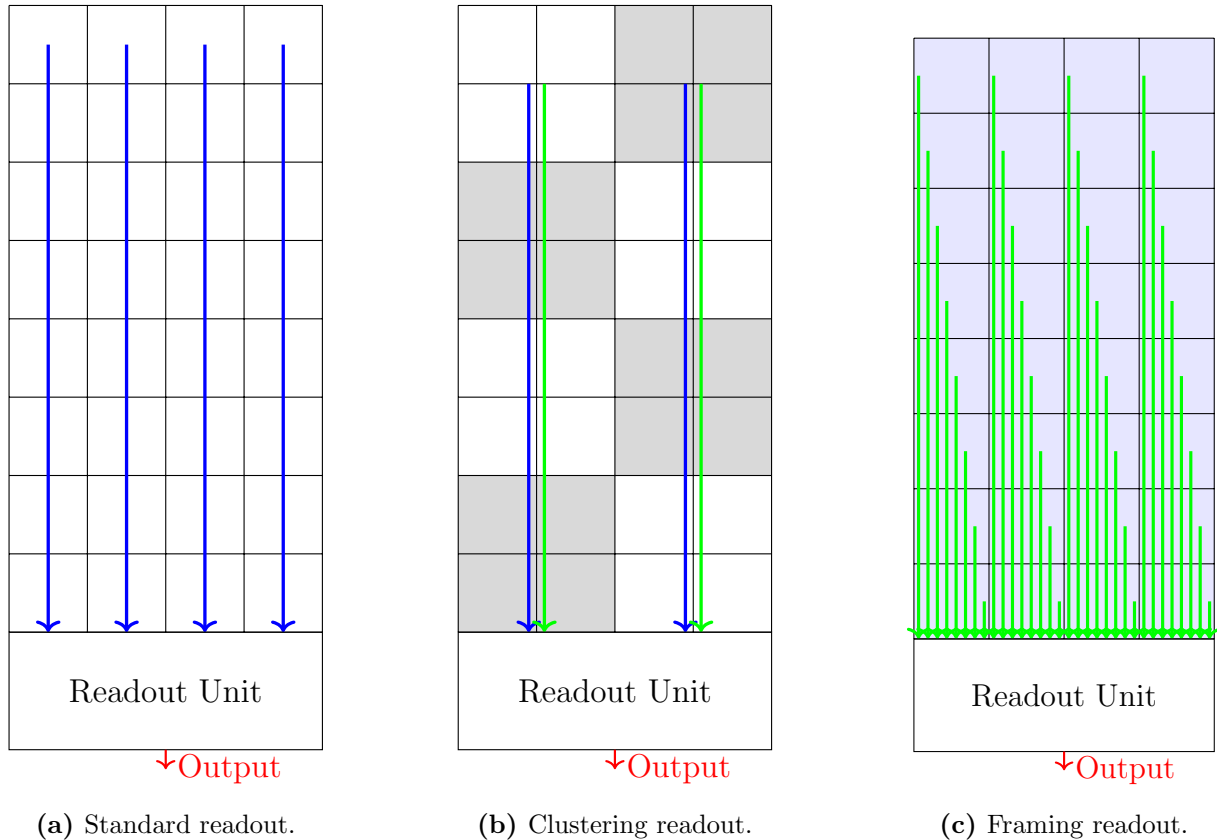 Readout Unit
Output
(a) Standard readout.
Readout Unit
Output
(b) Clustering readout.
Readout Unit
Output
(c) Framing readout.